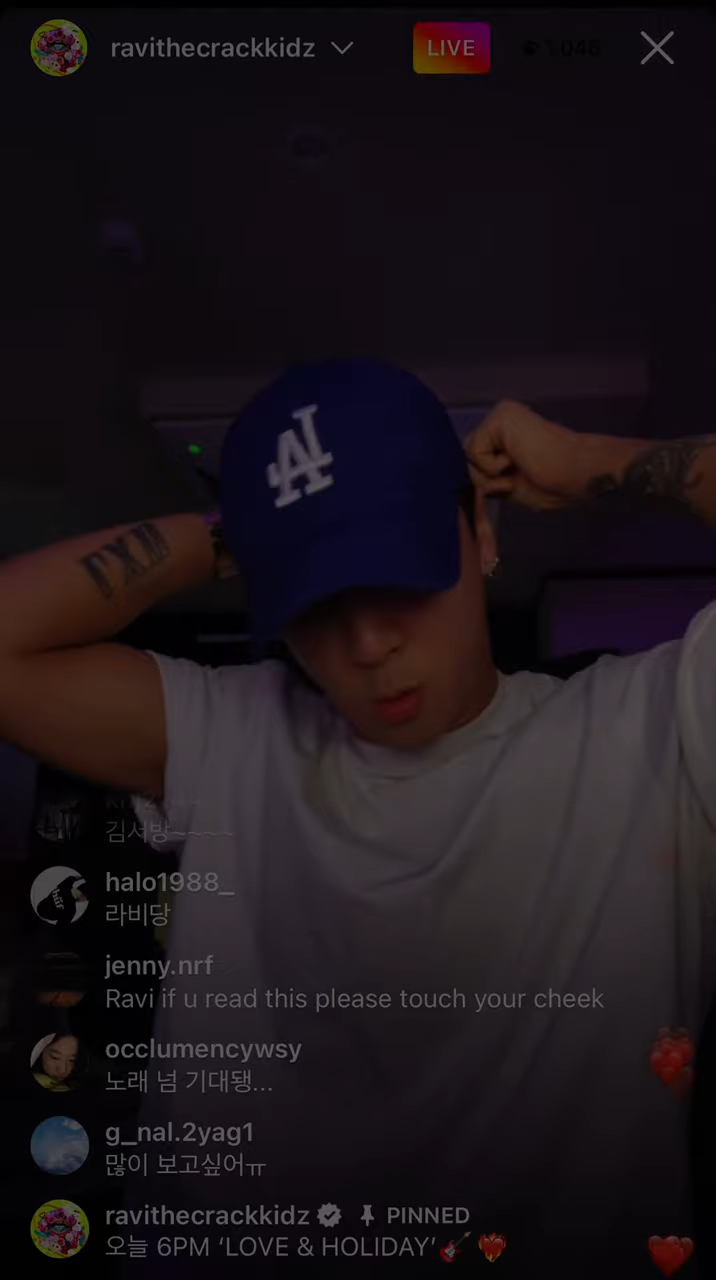 ravithecrackkidz
LIVE
LA
FXM
김서방~~~~
halo1988_
라비당
jenny.nrf
Ravi if u read this please touch your cheek
occlumencywsy
노래 넘 기대됑...
g_nal.2yag1
많이 보고싶어ㅠ
ravithecrackkidz PINNED
오늘 6PM ‘LOVE & HOLIDAY’🎸❤️‍🔥